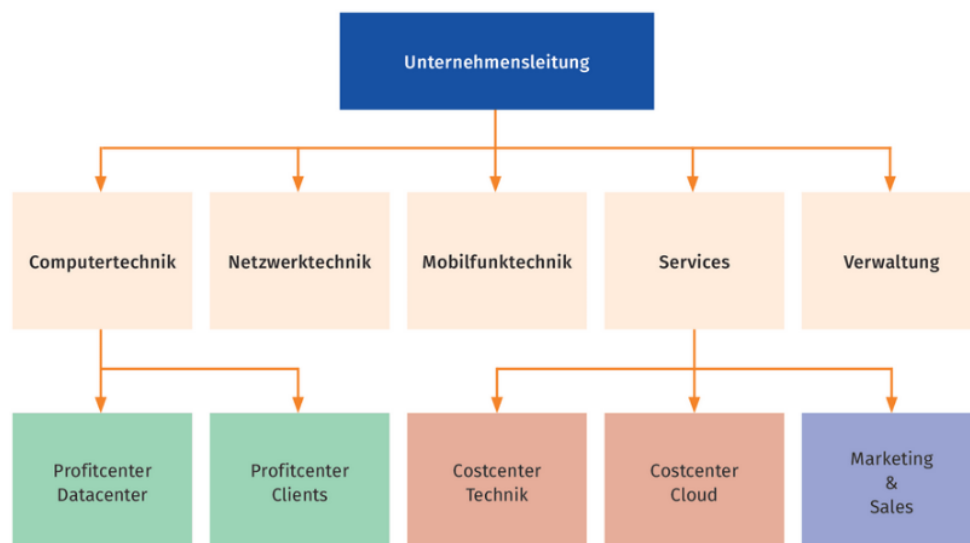 Unternehmensleitung
Computertechnik
Netzwerktechnik
Mobilfunktechnik
Services
Verwaltung
Profitcenter
Datacenter
Profitcenter
Clients
Costcenter
Technik
Costcenter
Cloud
Marketing
&
Sales